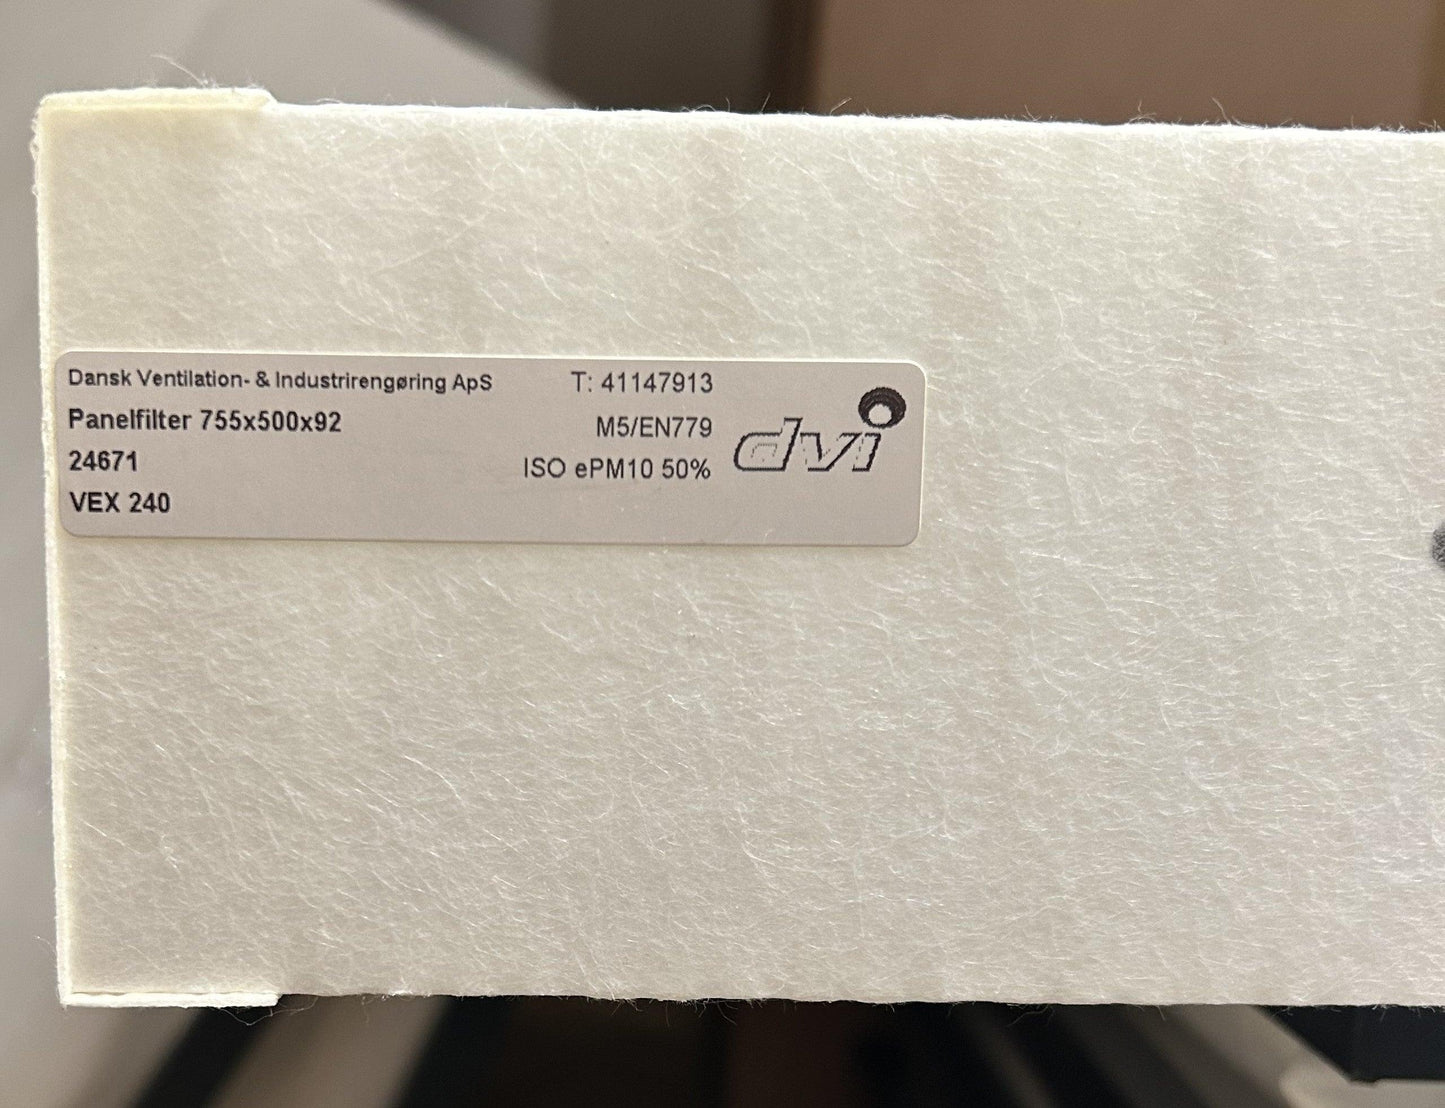 Dansk Ventilation- & Industrirengøring ApS T: 41147913
Panelfilter 755x500x92 M5/EN779
24671 ISO ePM10 50%
VEX 240
dvi